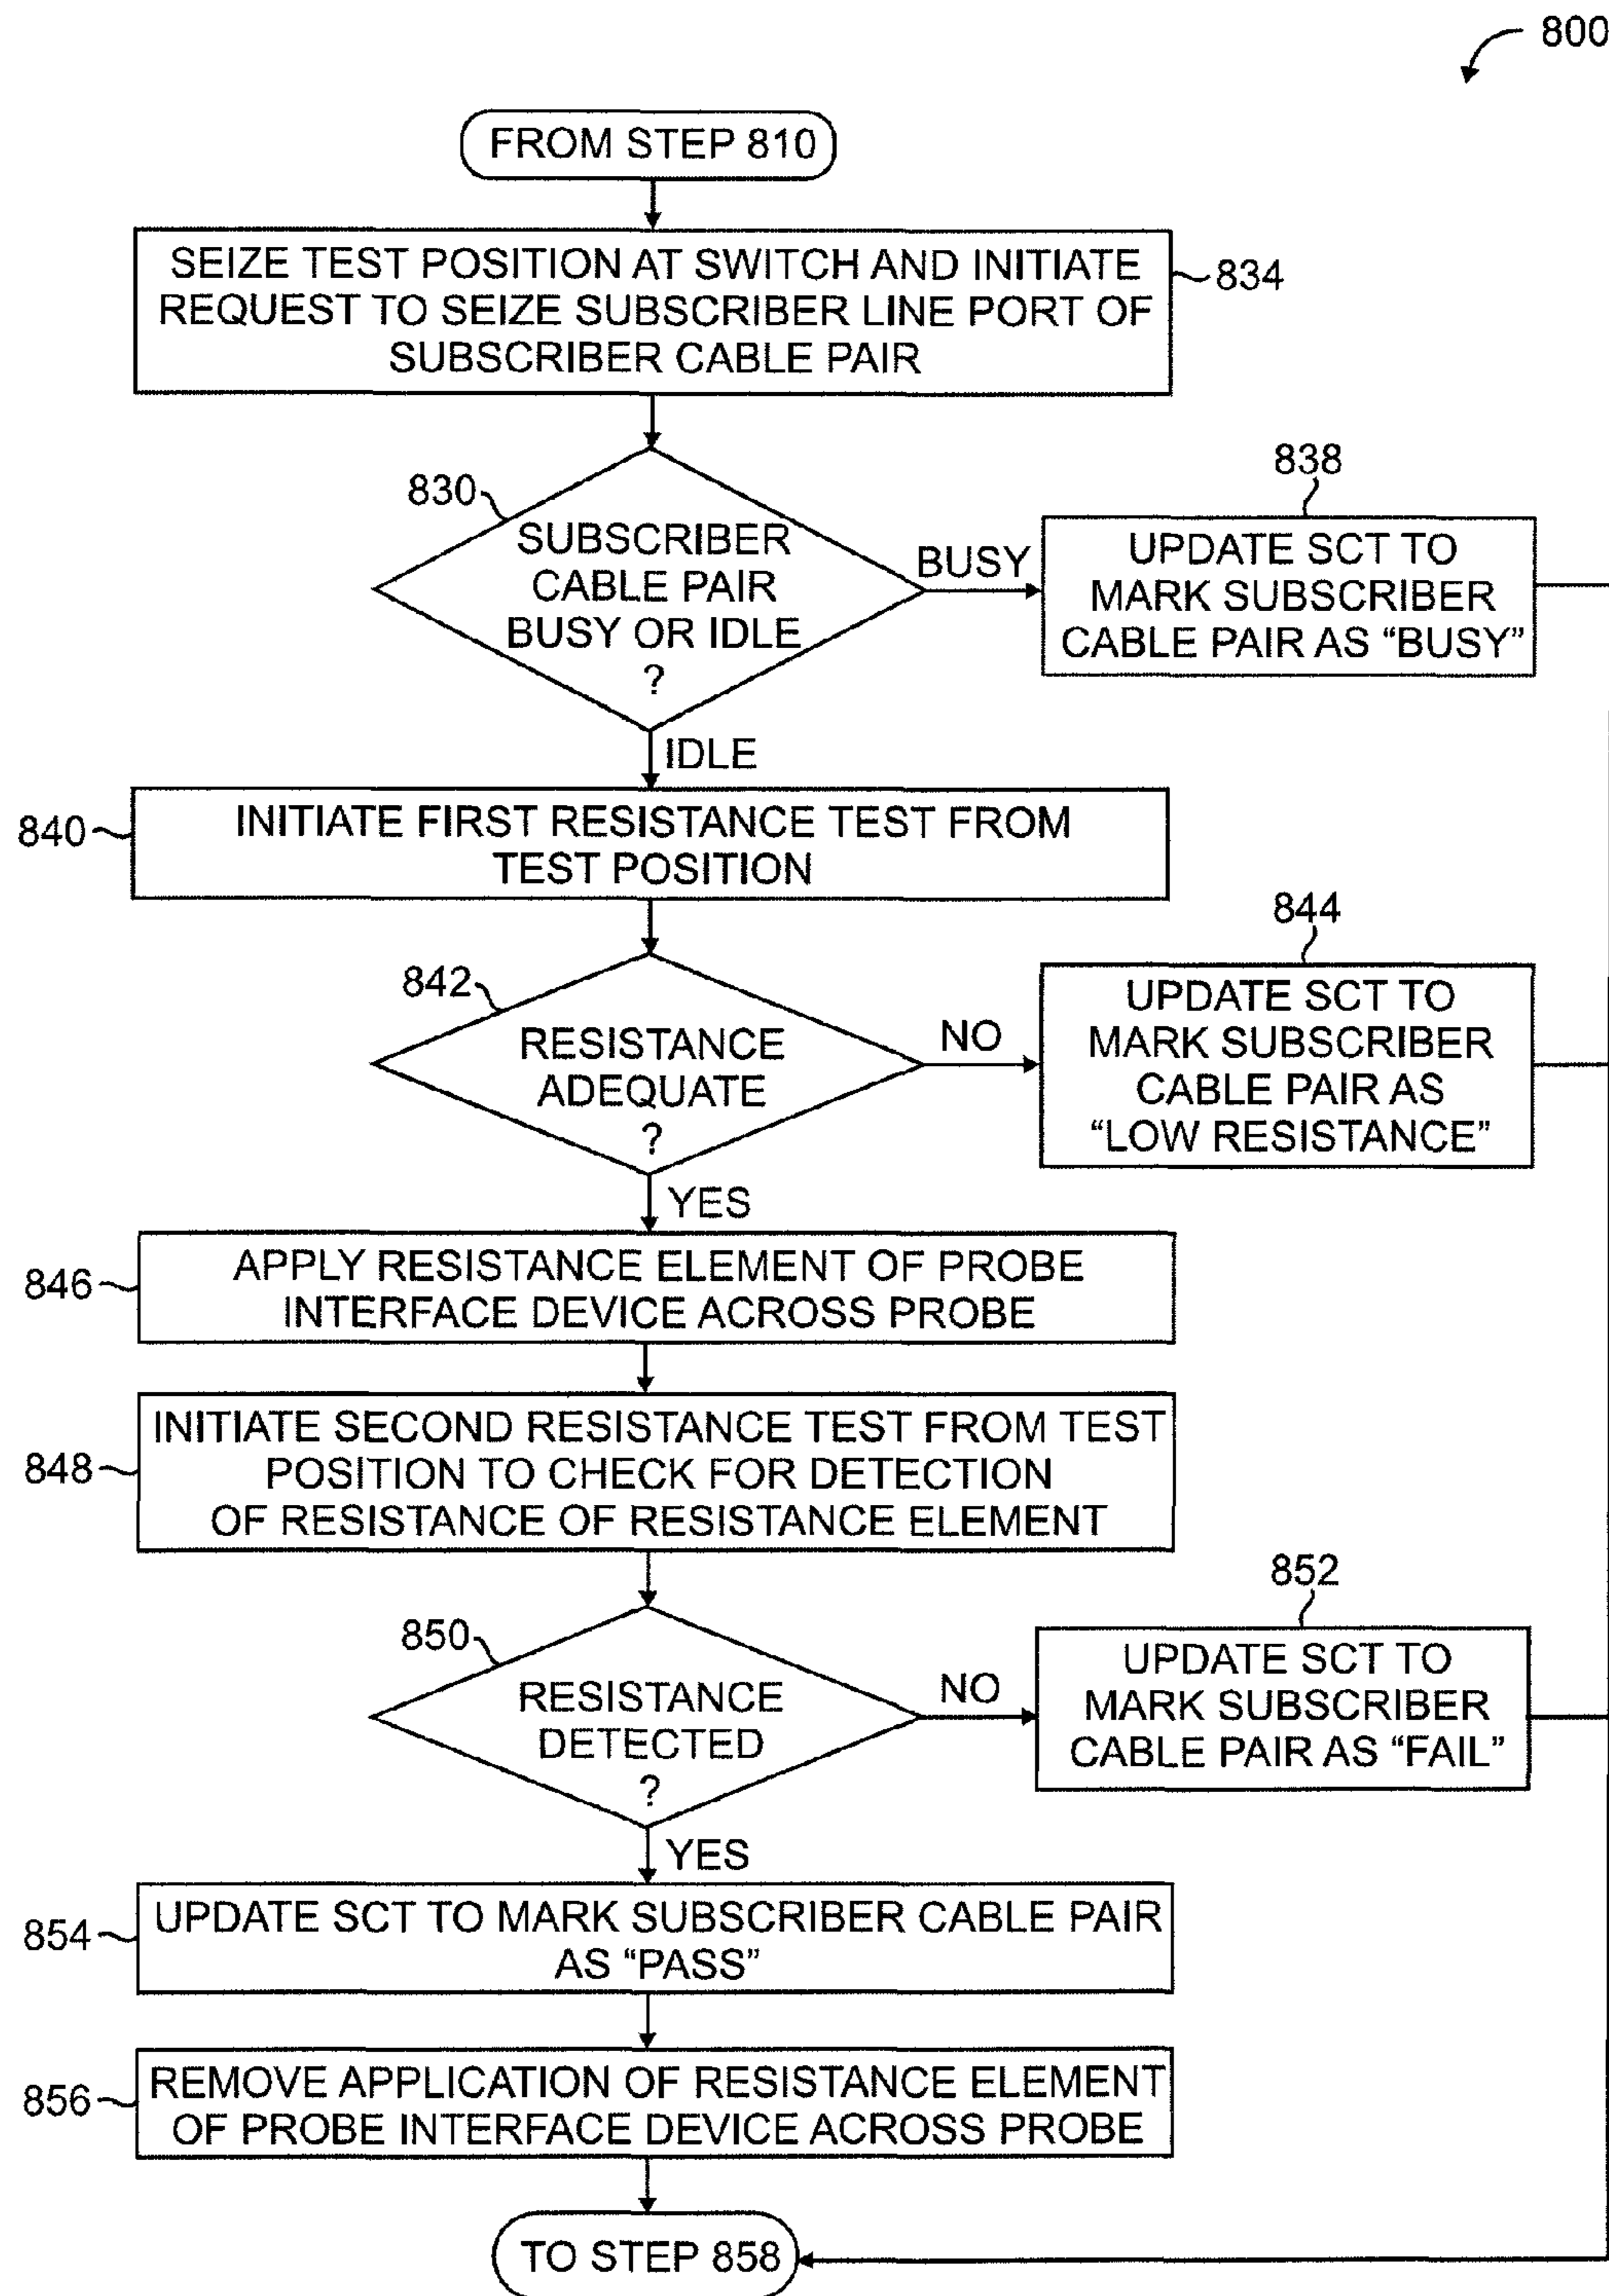 800
FROM STEP 810
SEIZE TEST POSITION AT SWITCH AND INITIATE
REQUEST TO SEIZE SUBSCRIBER LINE PORT OF
SUBSCRIBER CABLE PAIR
834
830
SUBSCRIBER
CABLE PAIR
BUSY OR IDLE
?
BUSY
838
UPDATE SCT TO
MARK SUBSCRIBER
CABLE PAIR AS “BUSY”
IDLE
840
INITIATE FIRST RESISTANCE TEST FROM
TEST POSITION
842
RESISTANCE
ADEQUATE
?
NO
844
UPDATE SCT TO
MARK SUBSCRIBER
CABLE PAIR AS
“LOW RESISTANCE”
YES
846
APPLY RESISTANCE ELEMENT OF PROBE
INTERFACE DEVICE ACROSS PROBE
848
INITIATE SECOND RESISTANCE TEST FROM TEST
POSITION TO CHECK FOR DETECTION
OF RESISTANCE OF RESISTANCE ELEMENT
850
RESISTANCE
DETECTED
?
NO
852
UPDATE SCT TO
MARK SUBSCRIBER
CABLE PAIR AS “FAIL”
YES
854
UPDATE SCT TO MARK SUBSCRIBER CABLE PAIR
AS “PASS”
856
REMOVE APPLICATION OF RESISTANCE ELEMENT
OF PROBE INTERFACE DEVICE ACROSS PROBE
TO STEP 858